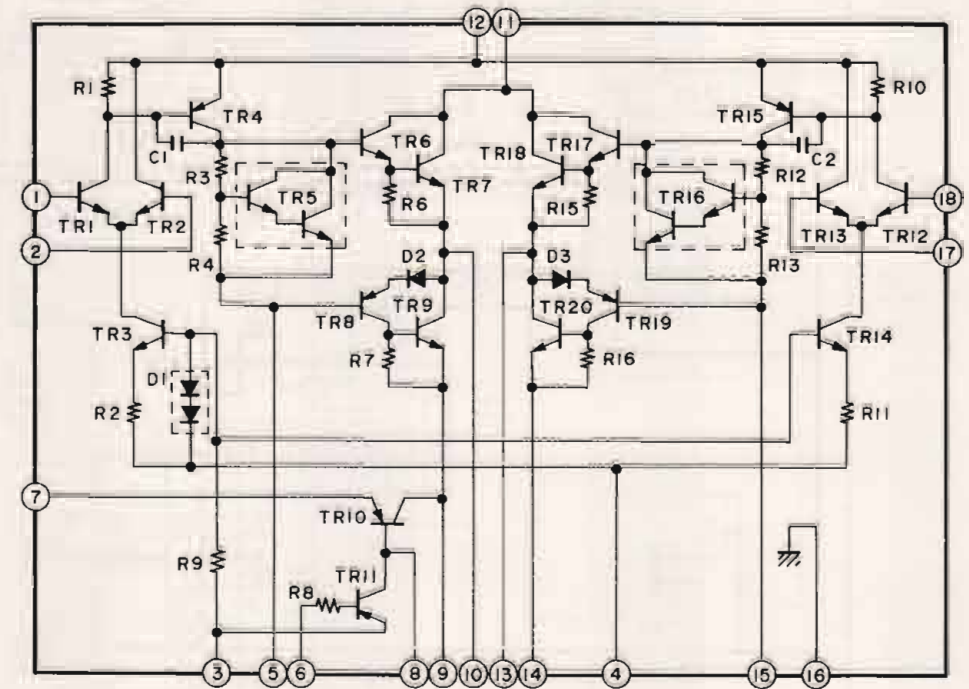 12 11
R1 R10
TR4 TR15
C1 TR6 TR17 C2
TR18
R3 TR5 TR7 TR16 R12
1 R6 R15 18
TR1 TR2 TR13 TR12
2 R4 R13 17
D2 D3
TR9 TR20
TR8 TR19
TR3 TR14
R7 R16
D1
R2 R11
7
TR10
R9 TR11
R8
3 5 6 8 9 10 13 14 4 15 16